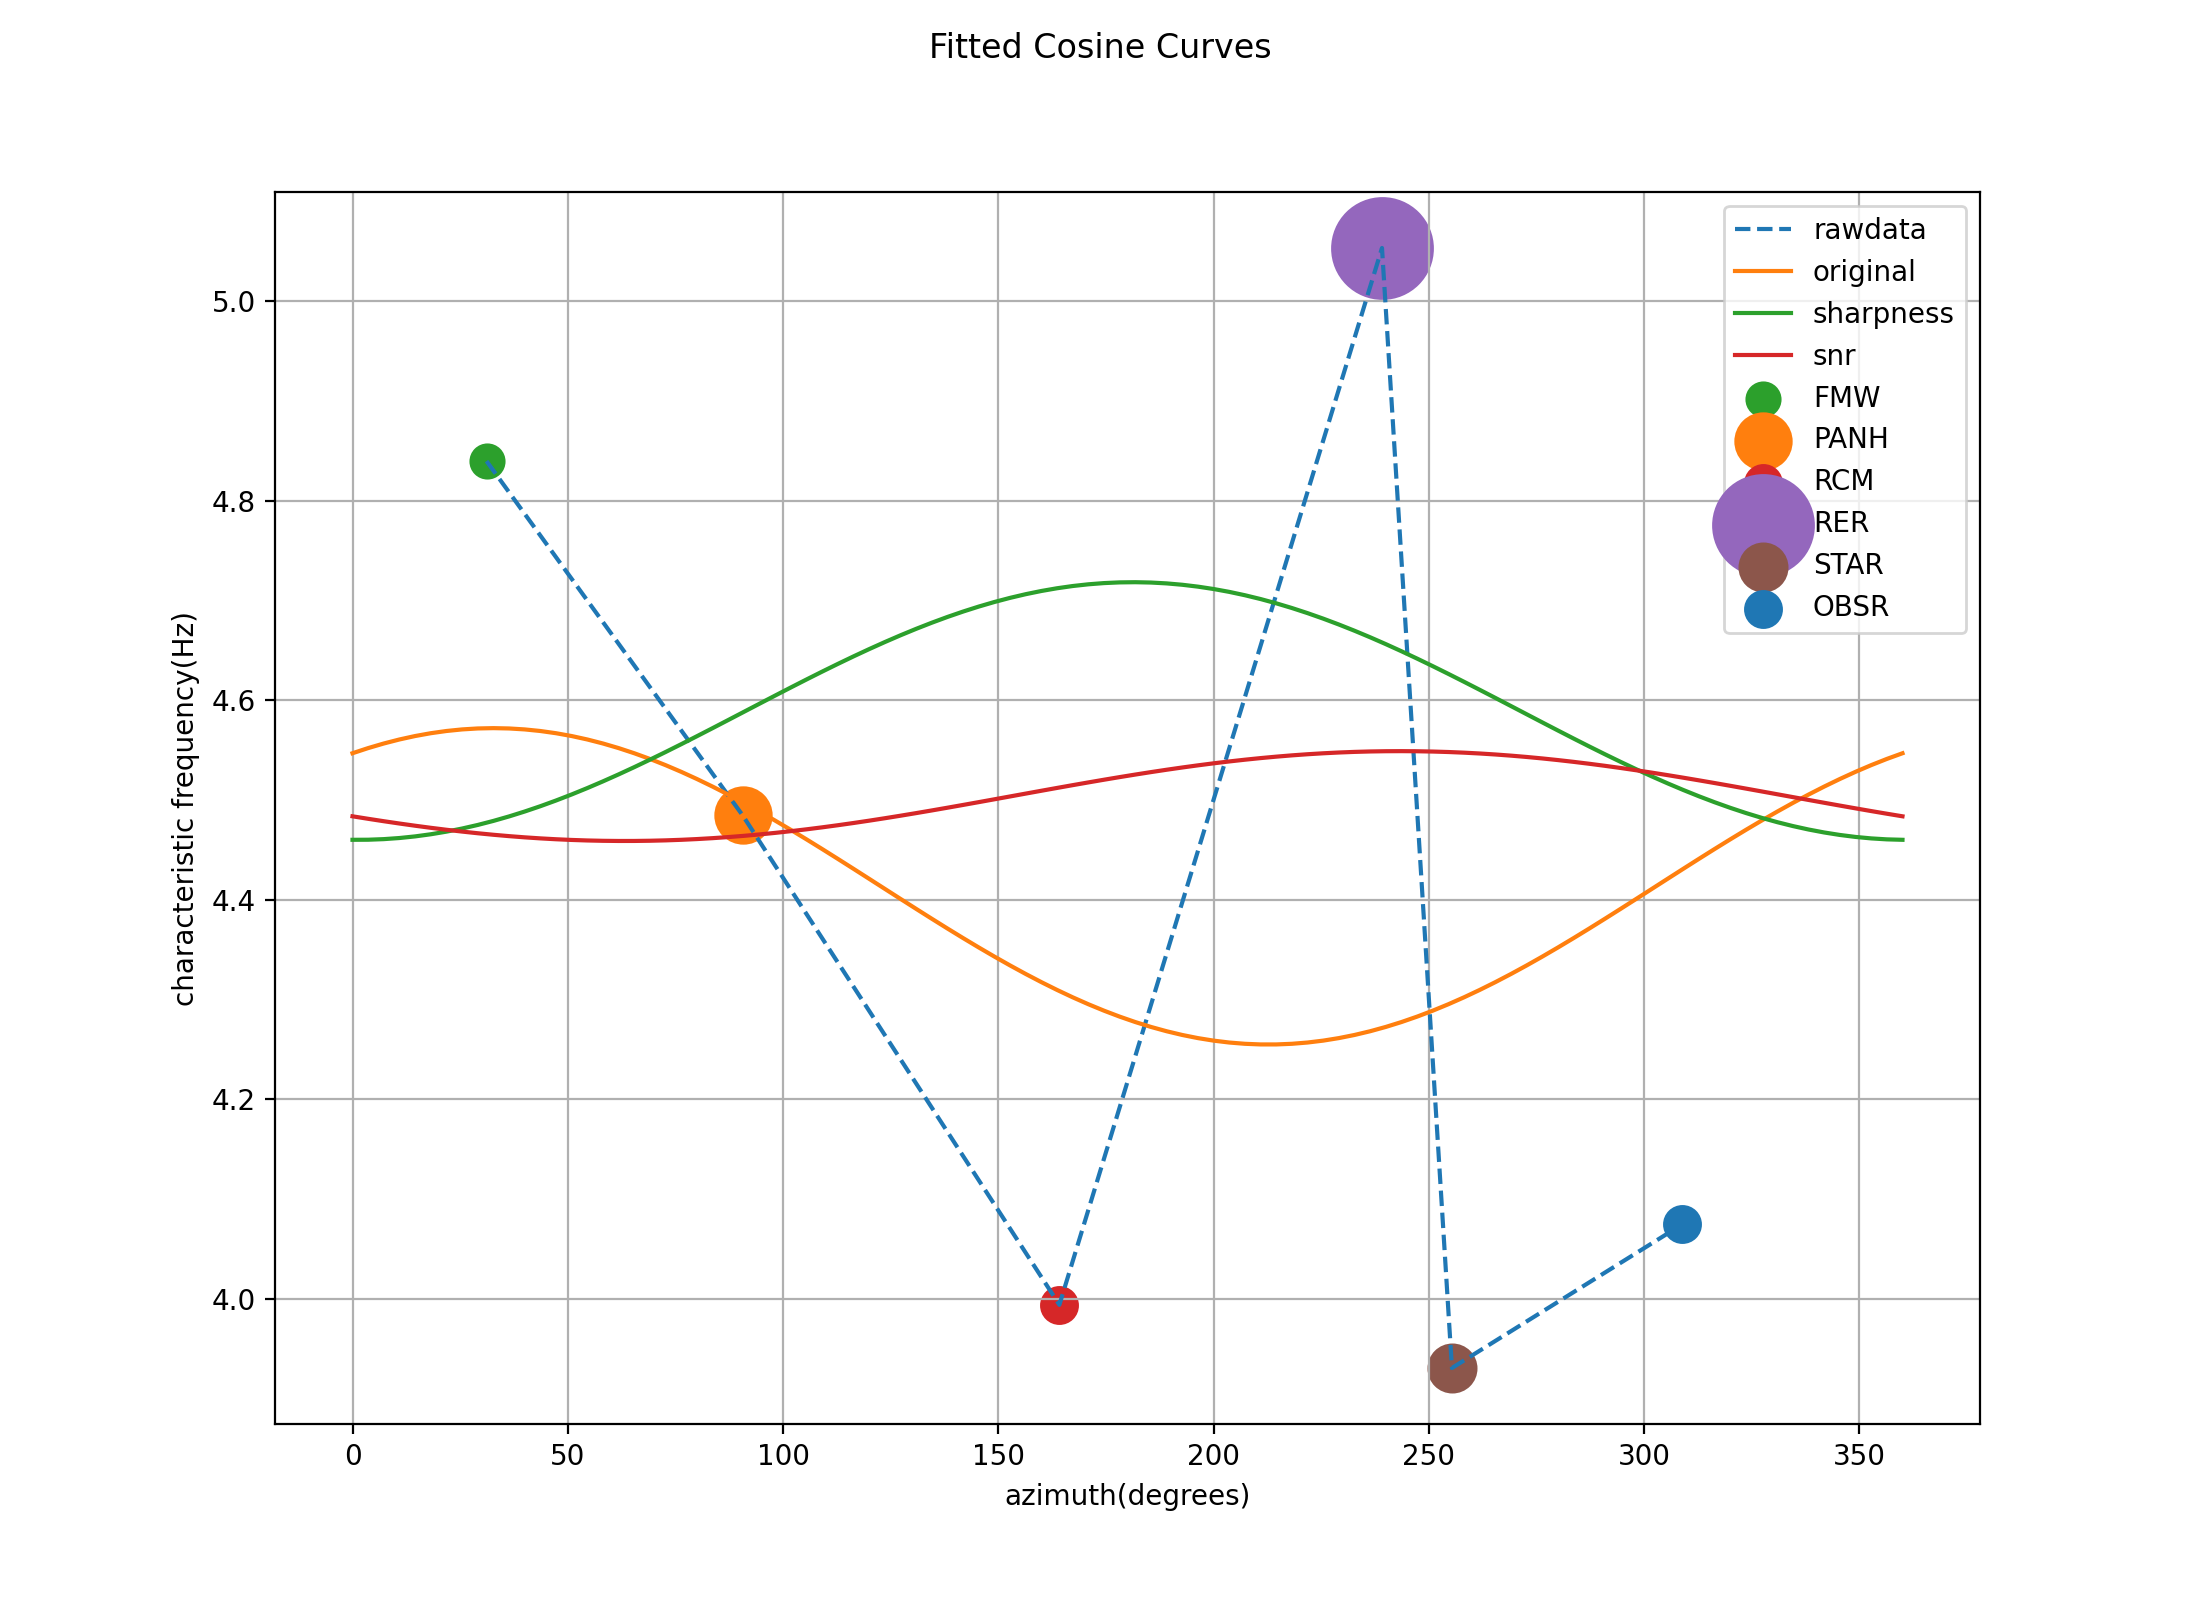 Fitted Cosine Curves
rawdata
original
sharpness
snr
FMW
PANH
RCM
RER
STAR
OBSR
characteristic frequency(Hz)
5.0
4.8
4.6
4.4
4.2
4.0
0 50 100 150 200 250 300 350
azimuth(degrees)